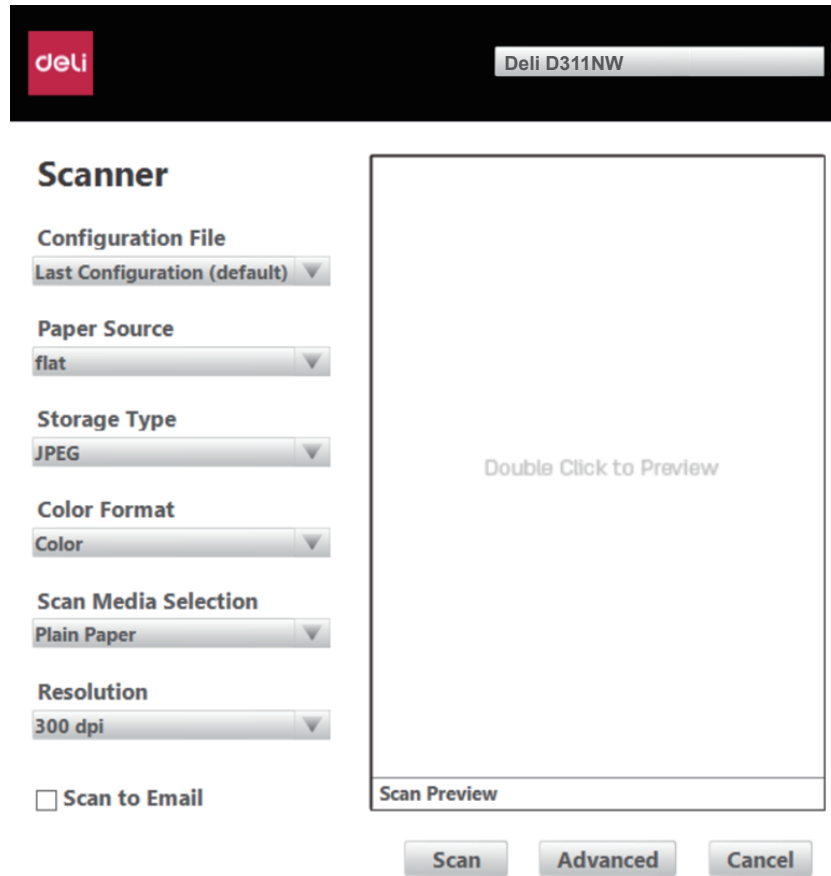 deli
Deli D311NW
Scanner
Configuration File
Last Configuration (default)
Paper Source
flat
Storage Type
JPEG
Color Format
Color
Scan Media Selection
Plain Paper
Resolution
300 dpi
Scan to Email
Double Click to Preview
Scan Preview
Scan
Advanced
Cancel